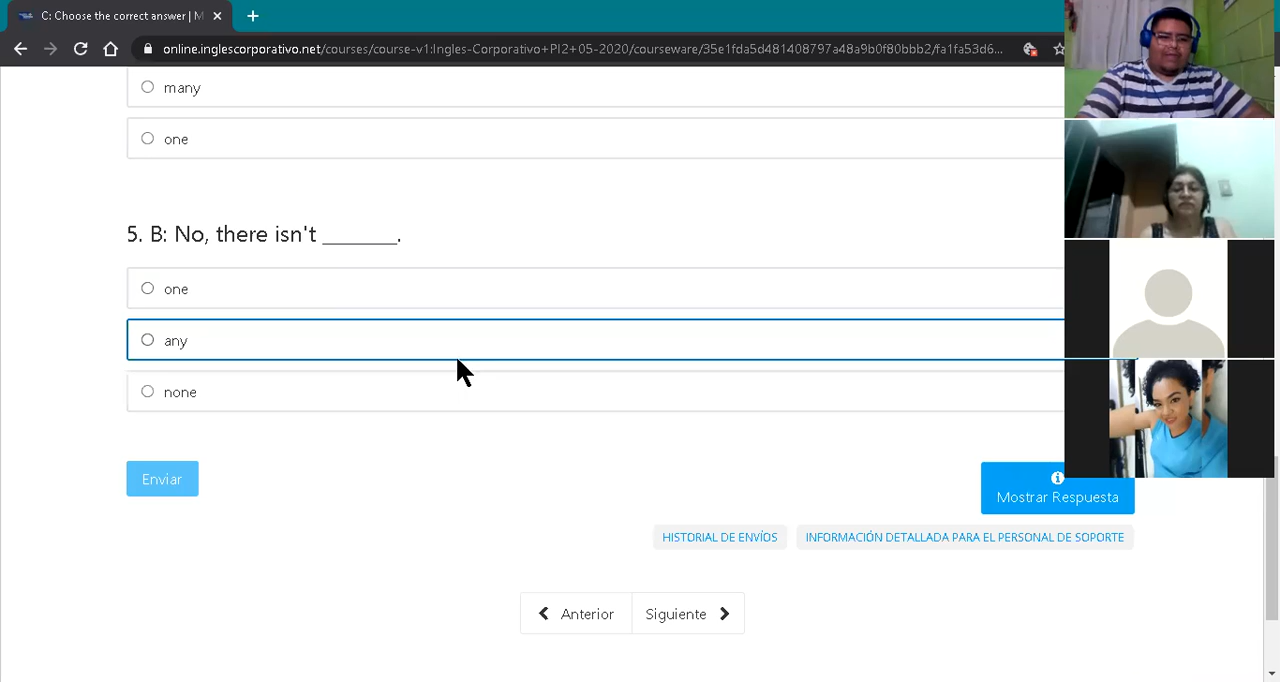 C: Choose the correct answer | M
online.inglescorporativo.net/courses/course-v1:Ingles-Corporativo+PI2+05-2020/courseware/35e1fda5d481408797a48a9b0f80bbb2/fa1fa53d6...
many
one
5. B: No, there isn't _______.
one
any
none
Enviar
Mostrar Respuesta
HISTORIAL DE ENVÍOS
INFORMACIÓN DETALLADA PARA EL PERSONAL DE SOPORTE
Anterior
Siguiente